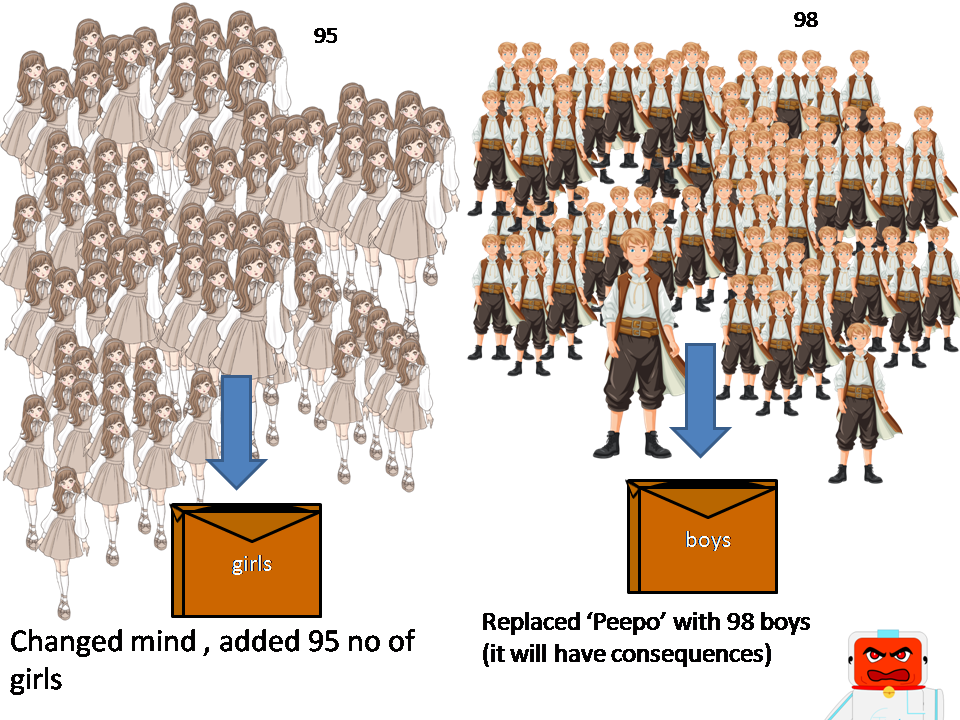 95
98
girls
boys
Changed mind , added 95 no of
girls
Replaced ‘Peepo’ with 98 boys
(it will have consequences)